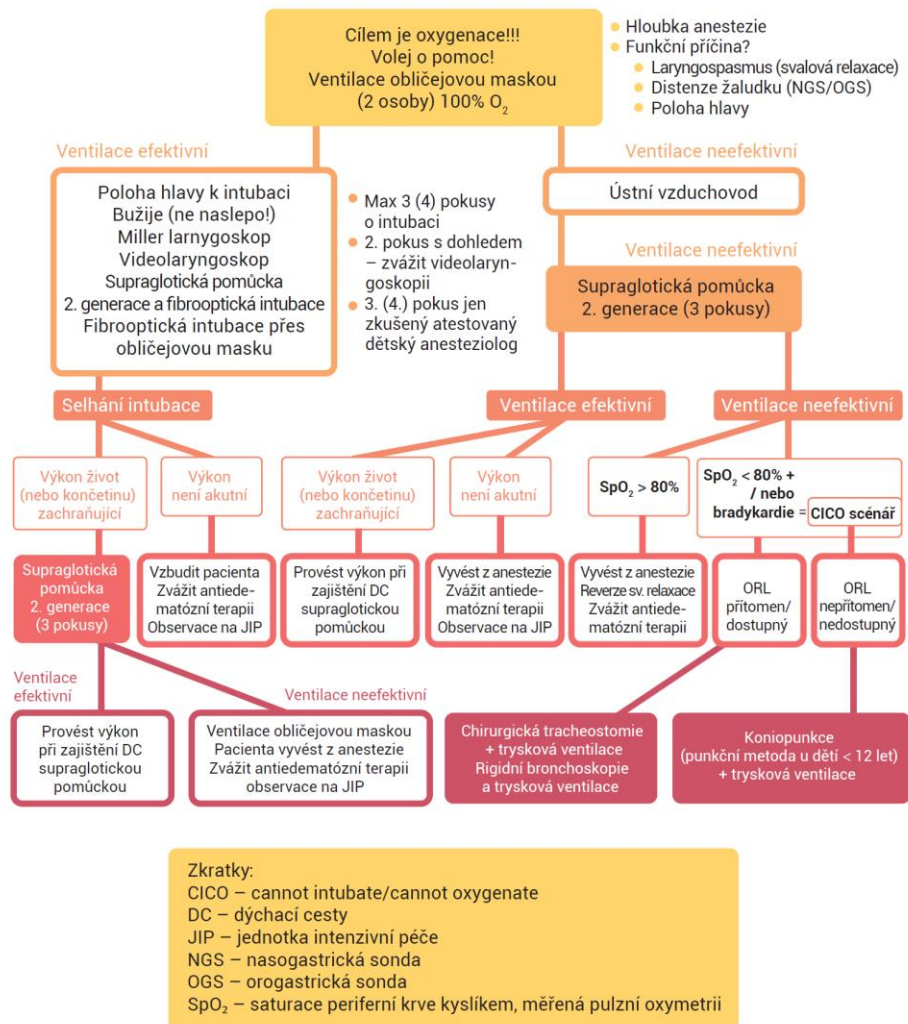 Cílem je oxygenace!!!
Volej o pomoc!
Ventilace obličejovou maskou
(2 osoby) 100% O₂
Hloubka anestezie
Funkční příčina?
Laryngospasmus (svalová relaxace)
Distenze žaludku (NGS/OGS)
Poloha hlavy
Ventilace efektivní
Poloha hlavy k intubaci
Bužije (ne naslepo!)
Miller larnygoskop
Videolaryngoskop
Supraglotická pomůcka
2. generace a fibrooptická intubace
Fibrooptická intubace přes
obličejovou masku
Max 3 (4) pokusy
o intubaci
2. pokus s dohledem
– zvážit videolaryn-
goskopii
3. (4.) pokus jen
zkušený atestovaný
dětský anesteziolog
Ventilace neefektivní
Ústní vzduchovod
Ventilace neefektivní
Supraglotická pomůcka
2. generace (3 pokusy)
Selhání intubace
Ventilace efektivní
Ventilace neefektivní
Výkon život
(nebo končetinu)
zachraňující
Výkon
není akutní
Výkon život
(nebo končetinu)
zachraňující
Výkon
není akutní
SpO₂ > 80%
SpO₂ < 80% +
/ nebo
bradykardie = CICO scénář
Supraglotická
pomůcka
2. generace
(3 pokusy)
Vzbudit pacienta
Zvážit antiede-
matózní terapii
Observace na JIP
Provést výkon při
zajištění DC
supraglotickou
pomůckou
Vyvést z anestezie
Zvážit antiede-
matózní terapii
Observace na JIP
Vyvést z anestezie
Reverze sv. relaxace
Zvážit antiede-
matózní terapii
ORL
přítomen/
dostupný
ORL
nepřítomen/
nedostupný
Ventilace
efektivní
Ventilace neefektivní
Provést výkon
při zajištění DC
supraglotickou
pomůckou
Ventilace obličejovou maskou
Pacienta vyvést z anestezie
Zvážit antiedematózní terapii
observace na JIP
Chirurgická tracheostomie
+ trysková ventilace
Rigidní bronchoskopie
a trysková ventilace
Koniopunkce
(punkční metoda u dětí < 12 let)
+ trysková ventilace
Zkratky:
CICO – cannot intubate/cannot oxygenate
DC – dýchací cesty
JIP – jednotka intenzivní péče
NGS – nasogastrická sonda
OGS – orogastrická sonda
SpO₂ – saturace periferní krve kyslíkem, měřená pulzní oxymetrii